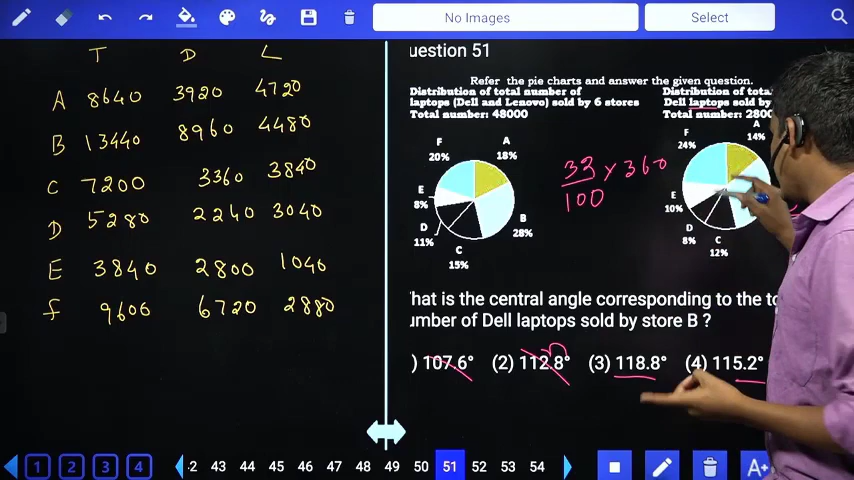 No Images
Select
T D L
A 8640 3920 4720
B 13440 8960 4480
C 7200 3360 3840
D 5280 2240 3040
E 3840 2800 1040
f 9600 6720 2880
uestion 51
Refer the pie charts and answer the given question.
Distribution of total number of
laptops (Dell and Lenovo) sold by 6 stores
Total number: 48000
F
20%
A
18%
E
8%
B
28%
D
11%
C
15%
33 x 360
100
Distribution of tota
Dell laptops sold by
Total number: 2800
A
14%
F
24%
E
10%
D
8%
C
12%
hat is the central angle corresponding to the to
umber of Dell laptops sold by store B ?
) 107.6° (2) 112.8° (3) 118.8° (4) 115.2°
1 2 3 4
-2 43 44 45 46 47 48 49 50 51 52 53 54
A+